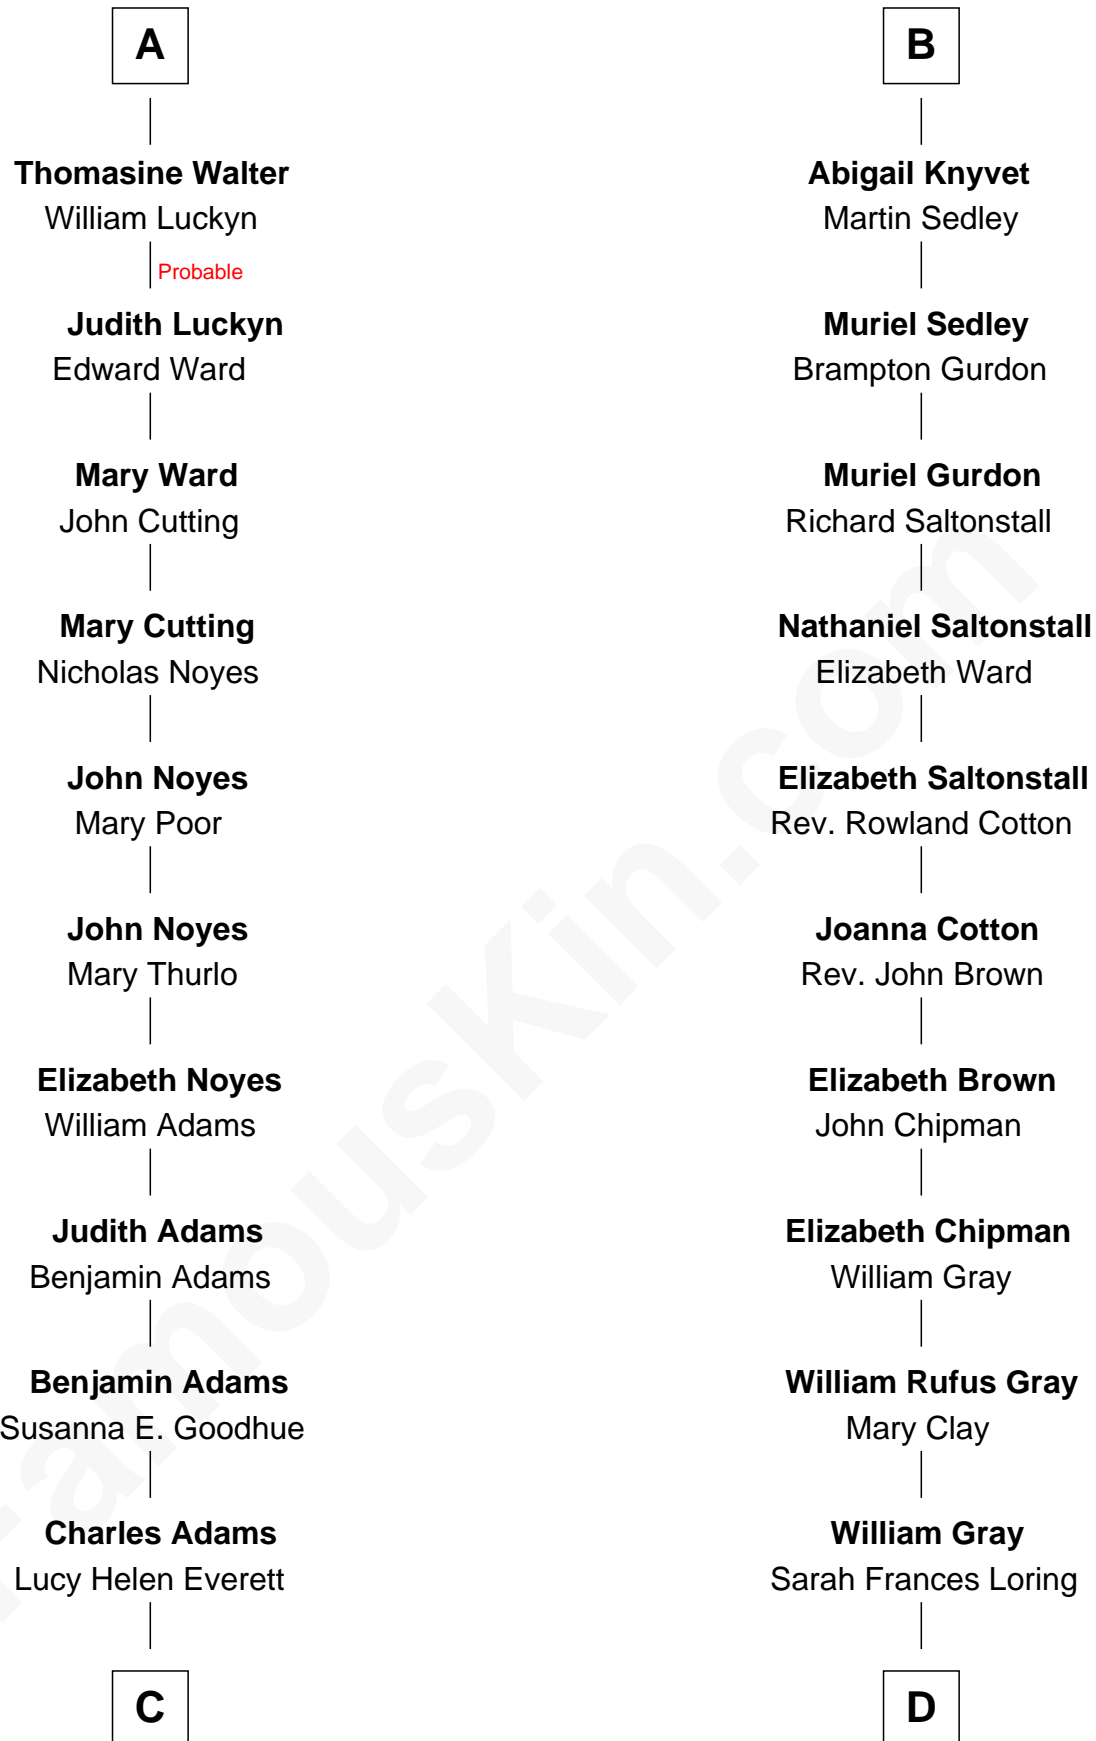 A
Thomasine Walter
William Luckyn
Probable
Judith Luckyn
Edward Ward
Mary Ward
John Cutting
Mary Cutting
Nicholas Noyes
John Noyes
Mary Poor
John Noyes
Mary Thurlo
Elizabeth Noyes
William Adams
Judith Adams
Benjamin Adams
Benjamin Adams
Susanna E. Goodhue
Charles Adams
Lucy Helen Everett
C
B
Abigail Knyvet
Martin Sedley
Muriel Sedley
Brampton Gurdon
Muriel Gurdon
Richard Saltonstall
Nathaniel Saltonstall
Elizabeth Ward
Elizabeth Saltonstall
Rev. Rowland Cotton
Joanna Cotton
Rev. John Brown
Elizabeth Brown
John Chipman
Elizabeth Chipman
William Gray
William Rufus Gray
Mary Clay
William Gray
Sarah Frances Loring
D
FamousKin.com